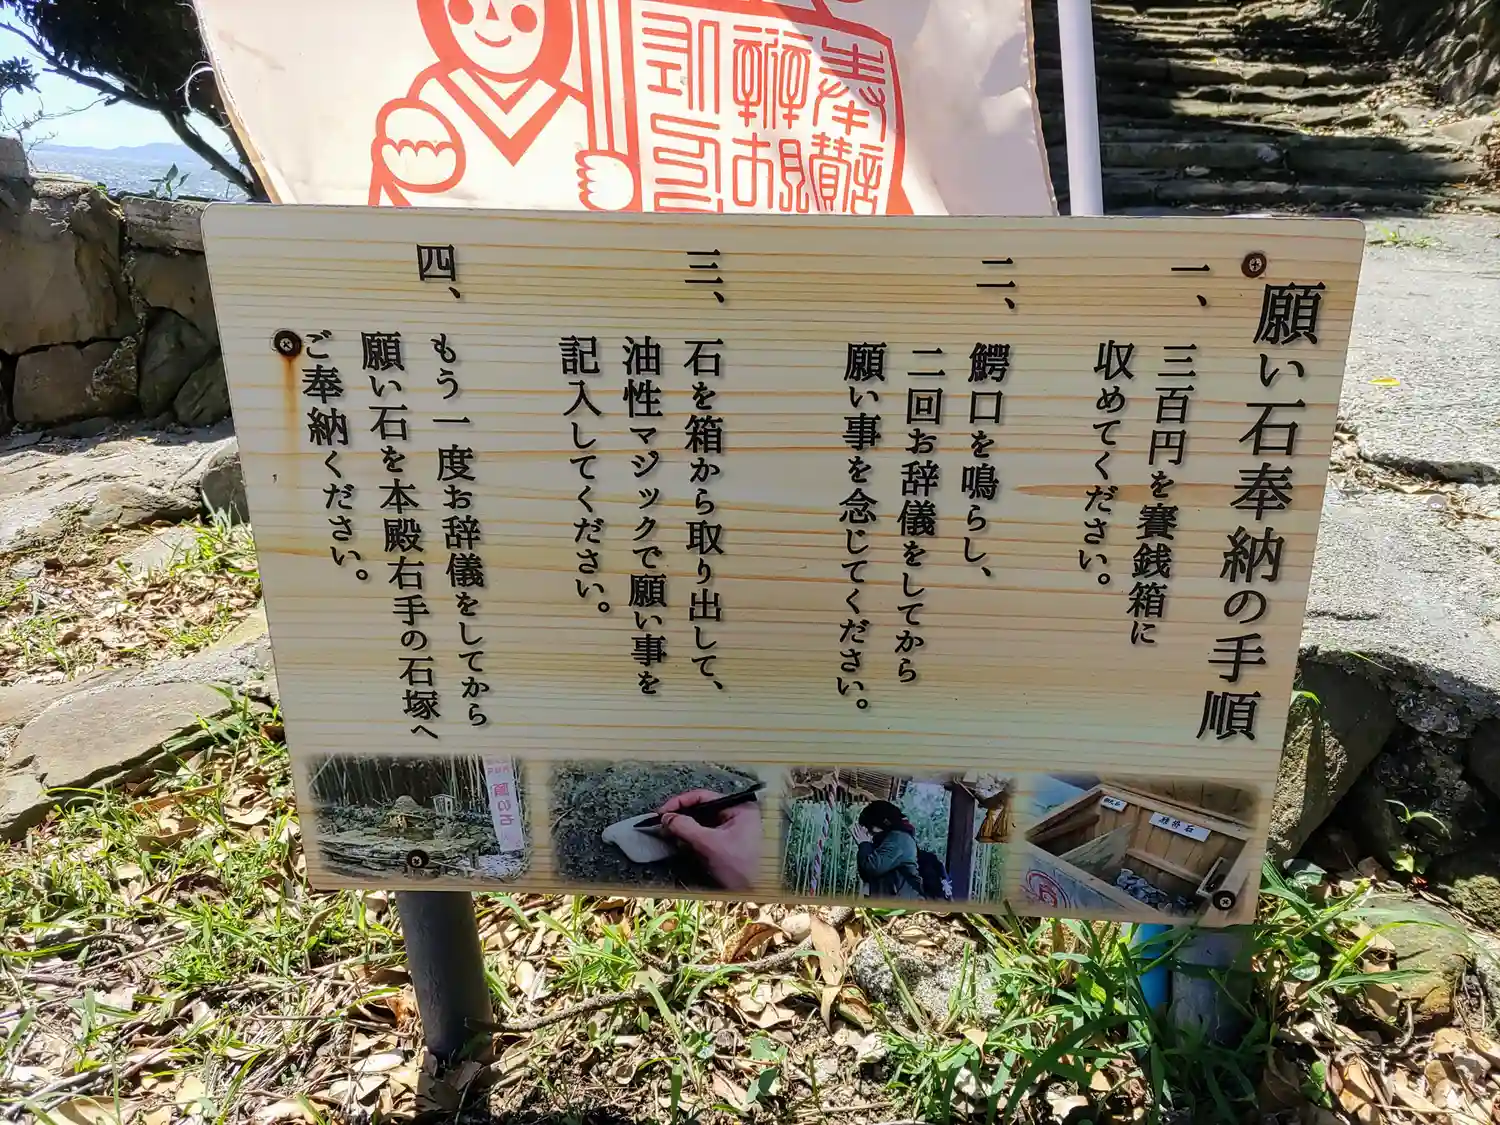 願い石奉納の手順
一、
三百円を賽銭箱に
収めてください。
二、
鰐口を鳴らし、
二回お辞儀をしてから
願い事を念じてください。
三、
石を箱から取り出して、
油性マジックで願い事を
記入してください。
四、
もう一度お辞儀をしてから
願い石を本殿右手の石塚へ
ご奉納ください。
願い石